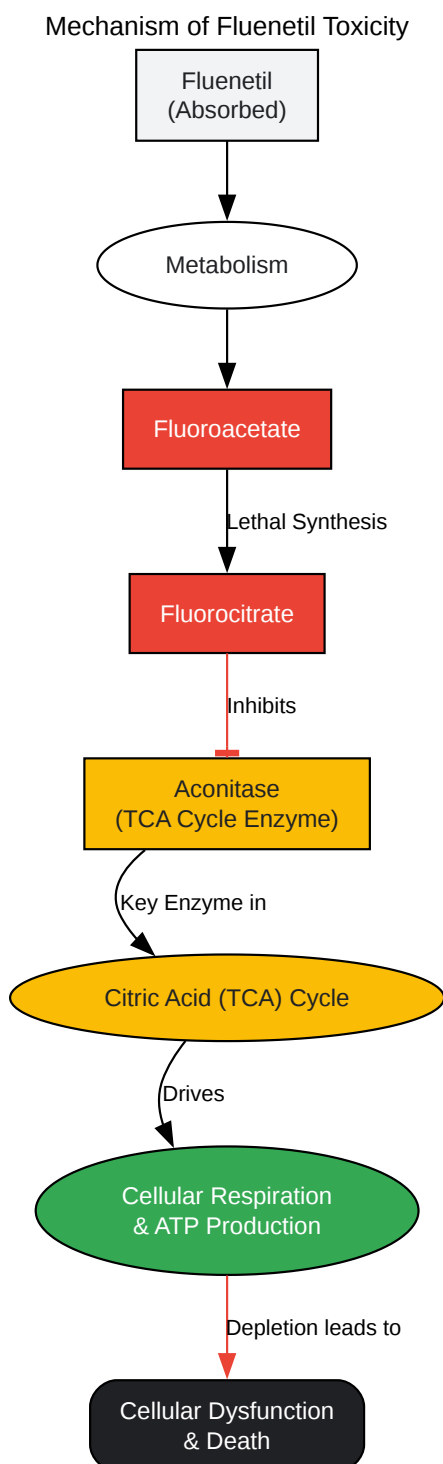 Mechanism of Fluenetil Toxicity
Fluenetil
(Absorbed)
Metabolism
Fluoroacetate
Lethal Synthesis
Fluorocitrate
Inhibits
Aconitase
(TCA Cycle Enzyme)
Key Enzyme in
Citric Acid (TCA) Cycle
Drives
Cellular Respiration
& ATP Production
Depletion leads to
Cellular Dysfunction
& Death